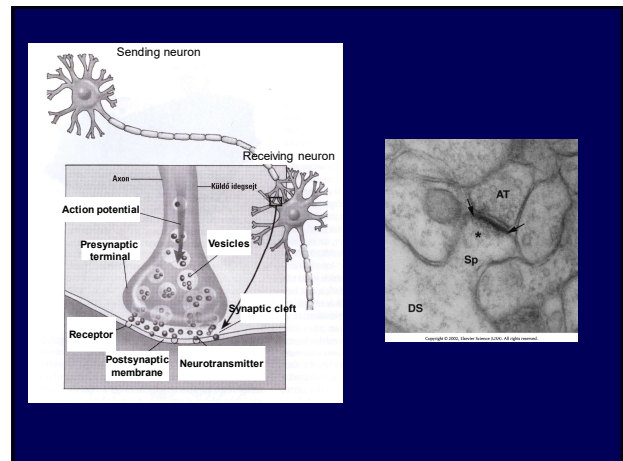 Sending neuron
Receiving neuron
Axon
Küldő idegsejt
Action potential
Presynaptic
terminal
Vesicles
Synaptic cleft
Receptor
Postsynaptic
membrane
Neurotransmitter
AT
*
Sp
DS
Copyright © 2002, Elsevier Science (USA). All rights reserved.